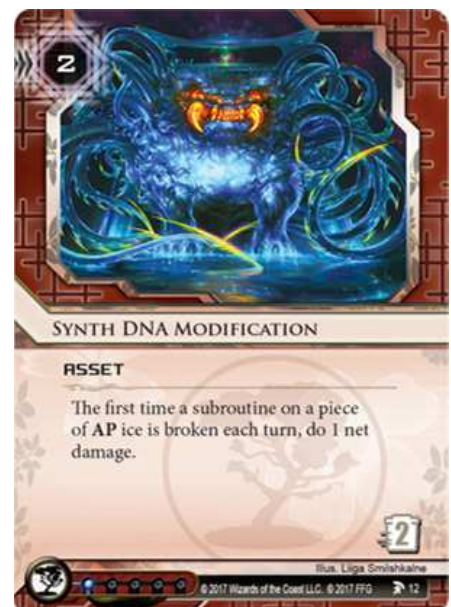 2
SYNTH DNA MODIFICATION
ASSET
The first time a subroutine on a piece
of AP ice is broken each turn, do 1 net
damage.
2
Illus. Liiga Smilshkalne
© 2017 Wizards of the Coast LLC. © 2017 FFG 12